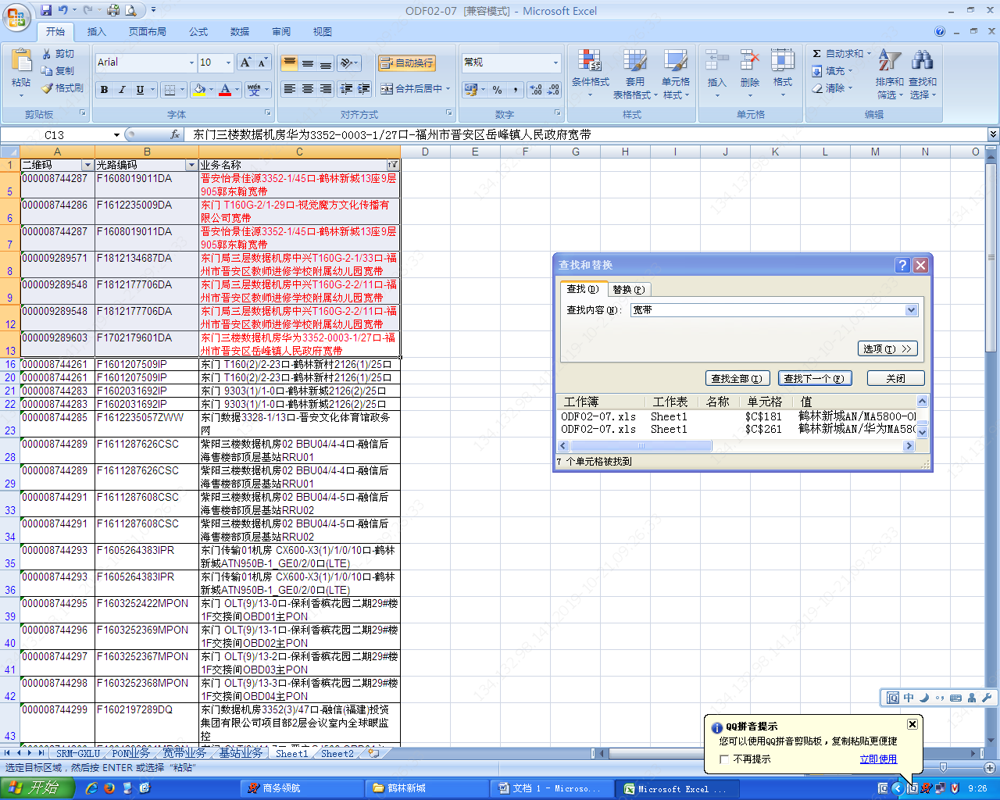 ODF02-07 [兼容模式] - Microsoft Excel
开始 插入 页面布局 公式 数据 审阅 视图
粘贴 剪切 复制 格式刷 剪贴板
Arial 10 B I U A 字体
自动换行 合并后居中 对齐方式
常规 % 数字
条件格式 套用表格格式 单元格样式 样式
插入 删除 格式 单元格
Σ 自动求和 填充 清除 排序和筛选 查找和选择 编辑
C13 fx 东门三楼数据机房华为3352-0003-1/27口-福州市晋安区岳峰镇人民政府宽带
A B C D E F G H I J K L M N O
1 二维码 光路编码 业务名称
5 000008744287 F1608019011DA 晋安怡景佳源3352-1/45口-鹤林新城13座9层
905郭东翰宽带
6 000008744286 F1612235009DA 东门 T160G-2/1-29口-视觉魔方文化传播有
限公司宽带
7 000008744287 F1608019011DA 晋安怡景佳源3352-1/45口-鹤林新城13座9层
905郭东翰宽带
8 000009289571 F1812134687DA 东门局三层数据机房中兴T160G-2-1/33口-福
州市晋安区教师进修学校附属幼儿园宽带
9 000009289548 F1812177706DA 东门局三层数据机房中兴T160G-2-2/11口-福
州市晋安区教师进修学校附属幼儿园宽带
12 000009289548 F1812177706DA 东门局三层数据机房中兴T160G-2-2/11口-福
州市晋安区教师进修学校附属幼儿园宽带
13 000009289603 F1702179601DA 东门三楼数据机房华为3352-0003-1/27口-福
州市晋安区岳峰镇人民政府宽带
16 000008744261 F1601207509IP 东门 T160(2)/2-23口-鹤林新村2126(1)/25口
20 000008744261 F1601207509IP 东门 T160(2)/2-23口-鹤林新村2126(1)/25口
21 000008744283 F1602031692IP 东门 9303(1)/1-0口-鹤林新城2126(2)/25口
22 000008744283 F1602031692IP 东门 9303(1)/1-0口-鹤林新城2126(2)/25口
23 000008744285 F1612235057ZWW 东门数据3328-1/13口-晋安文化体育馆政务
网
28 000008744289 F1611287626CSC 紫阳三楼数据机房02 BBU04/4-4口-融信后
海售楼部顶层基站RRU01
29 000008744289 F1611287626CSC 紫阳三楼数据机房02 BBU04/4-4口-融信后
海售楼部顶层基站RRU01
33 000008744291 F1611287608CSC 紫阳三楼数据机房02 BBU04/4-5口-融信后
海售楼部顶层基站RRU02
34 000008744291 F1611287608CSC 紫阳三楼数据机房02 BBU04/4-5口-融信后
海售楼部顶层基站RRU02
35 000008744293 F1605264383IPR 东门传输01机房 CX600-X3(1)/1/0/10口-鹤林
新城ATN950B-1_GE0/2/0口(LTE)
36 000008744293 F1605264383IPR 东门传输01机房 CX600-X3(1)/1/0/10口-鹤林
新城ATN950B-1_GE0/2/0口(LTE)
39 000008744295 F1603252422MPON 东门 OLT(9)/13-0口-保利香槟花园二期29#楼
1F交接间OBD01主PON
40 000008744296 F1603252369MPON 东门 OLT(9)/13-1口-保利香槟花园二期29#楼
1F交接间OBD02主PON
41 000008744297 F1603252367MPON 东门 OLT(9)/13-2口-保利香槟花园二期29#楼
1F交接间OBD03主PON
42 000008744298 F1603252368MPON 东门 OLT(9)/13-3口-保利香槟花园二期29#楼
1F交接间OBD04主PON
43 000008744299 F1602197289DQ 东门数据机房3352(3)/47口-融信(福建)投资
集团有限公司项目部2层会议室内全球眼监
控
查找和替换
查找(D) 替换(P)
查找内容(N): 宽带
选项(T) >>
查找全部(I) 查找下一个(F) 关闭
工作簿 工作表 名称 单元格 值
ODF02-07.xls Sheet1 $C$181 鹤林新城AN/MA5800-O
ODF02-07.xls Sheet1 $C$261 鹤林新城AN/华为MA580
7 个单元格被找到
中
QQ拼音提示
您可以使用QQ拼音剪贴板，复制粘贴更便捷
不再提示 立即使用
SRM-GXLU PON业务 宽带业务 基站业务 Sheet1 Sheet2
选定目标区域，然后按 ENTER 或选择“粘贴”
开始 商务领航 鹤林新城 文档 1 - Microso... Microsoft Excel ... 9:26